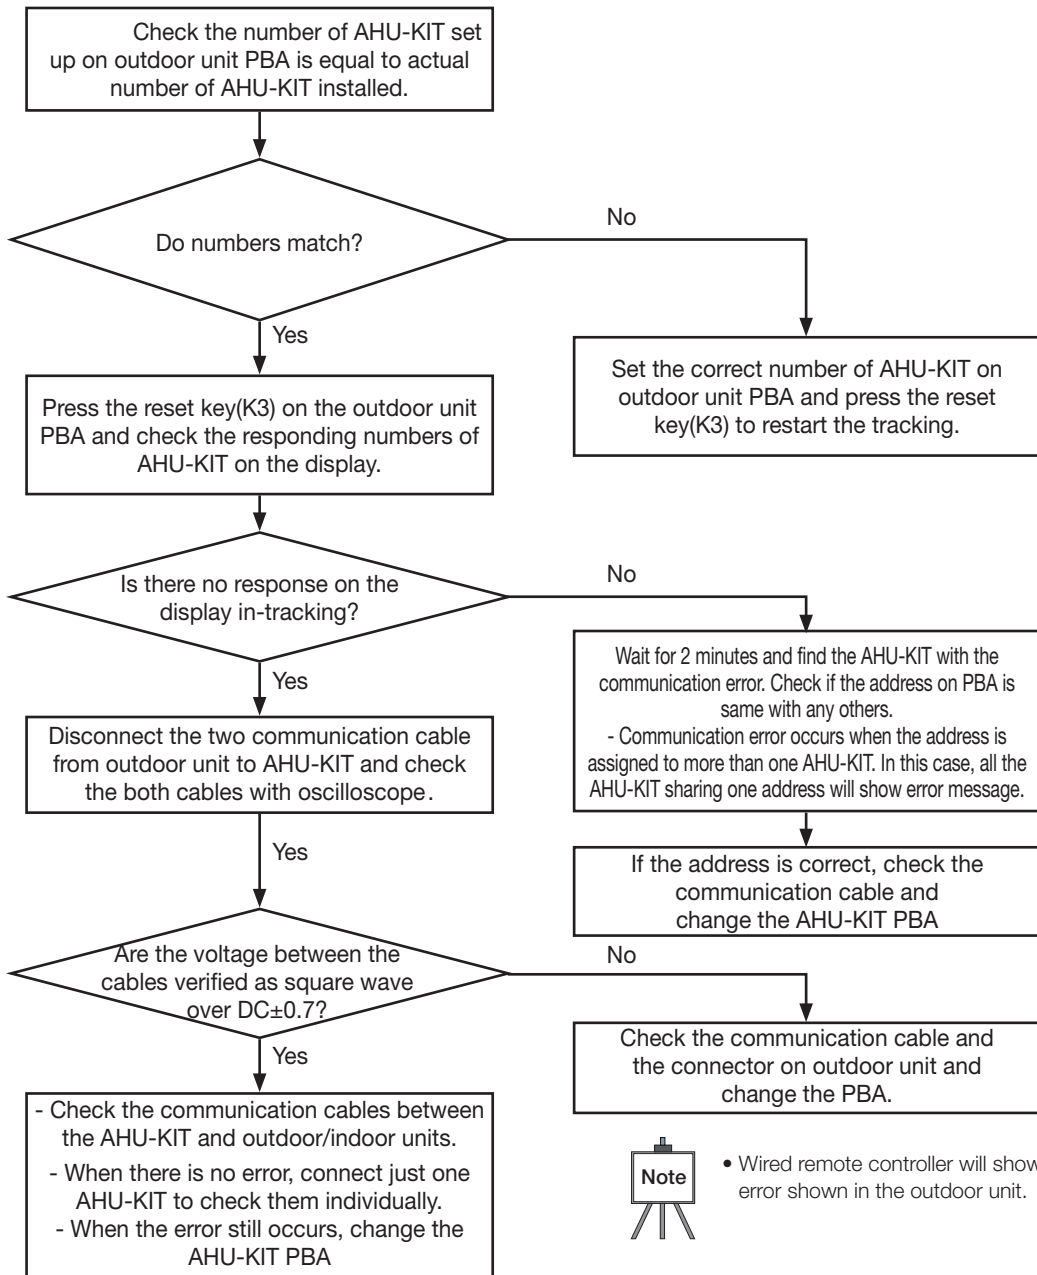 Check the number of AHU-KIT set
up on outdoor unit PBA is equal to actual
number of AHU-KIT installed.
Do numbers match?
No
Yes
Set the correct number of AHU-KIT on
outdoor unit PBA and press the reset
key(K3) to restart the tracking.
Press the reset key(K3) on the outdoor unit
PBA and check the responding numbers of
AHU-KIT on the display.
Is there no response on the
display in-tracking?
No
Yes
Wait for 2 minutes and find the AHU-KIT with the
communication error. Check if the address on PBA is
same with any others.
- Communication error occurs when the address is
assigned to more than one AHU-KIT. In this case, all the
AHU-KIT sharing one address will show error message.
Disconnect the two communication cable
from outdoor unit to AHU-KIT and check
the both cables with oscilloscope.
Yes
If the address is correct, check the
communication cable and
change the AHU-KIT PBA
Are the voltage between the
cables verified as square wave
over DC±0.7?
No
Yes
Check the communication cable and
the connector on outdoor unit and
change the PBA.
- Check the communication cables between
the AHU-KIT and outdoor/indoor units.
- When there is no error, connect just one
AHU-KIT to check them individually.
- When the error still occurs, change the
AHU-KIT PBA
Note
• Wired remote controller will show
error shown in the outdoor unit.